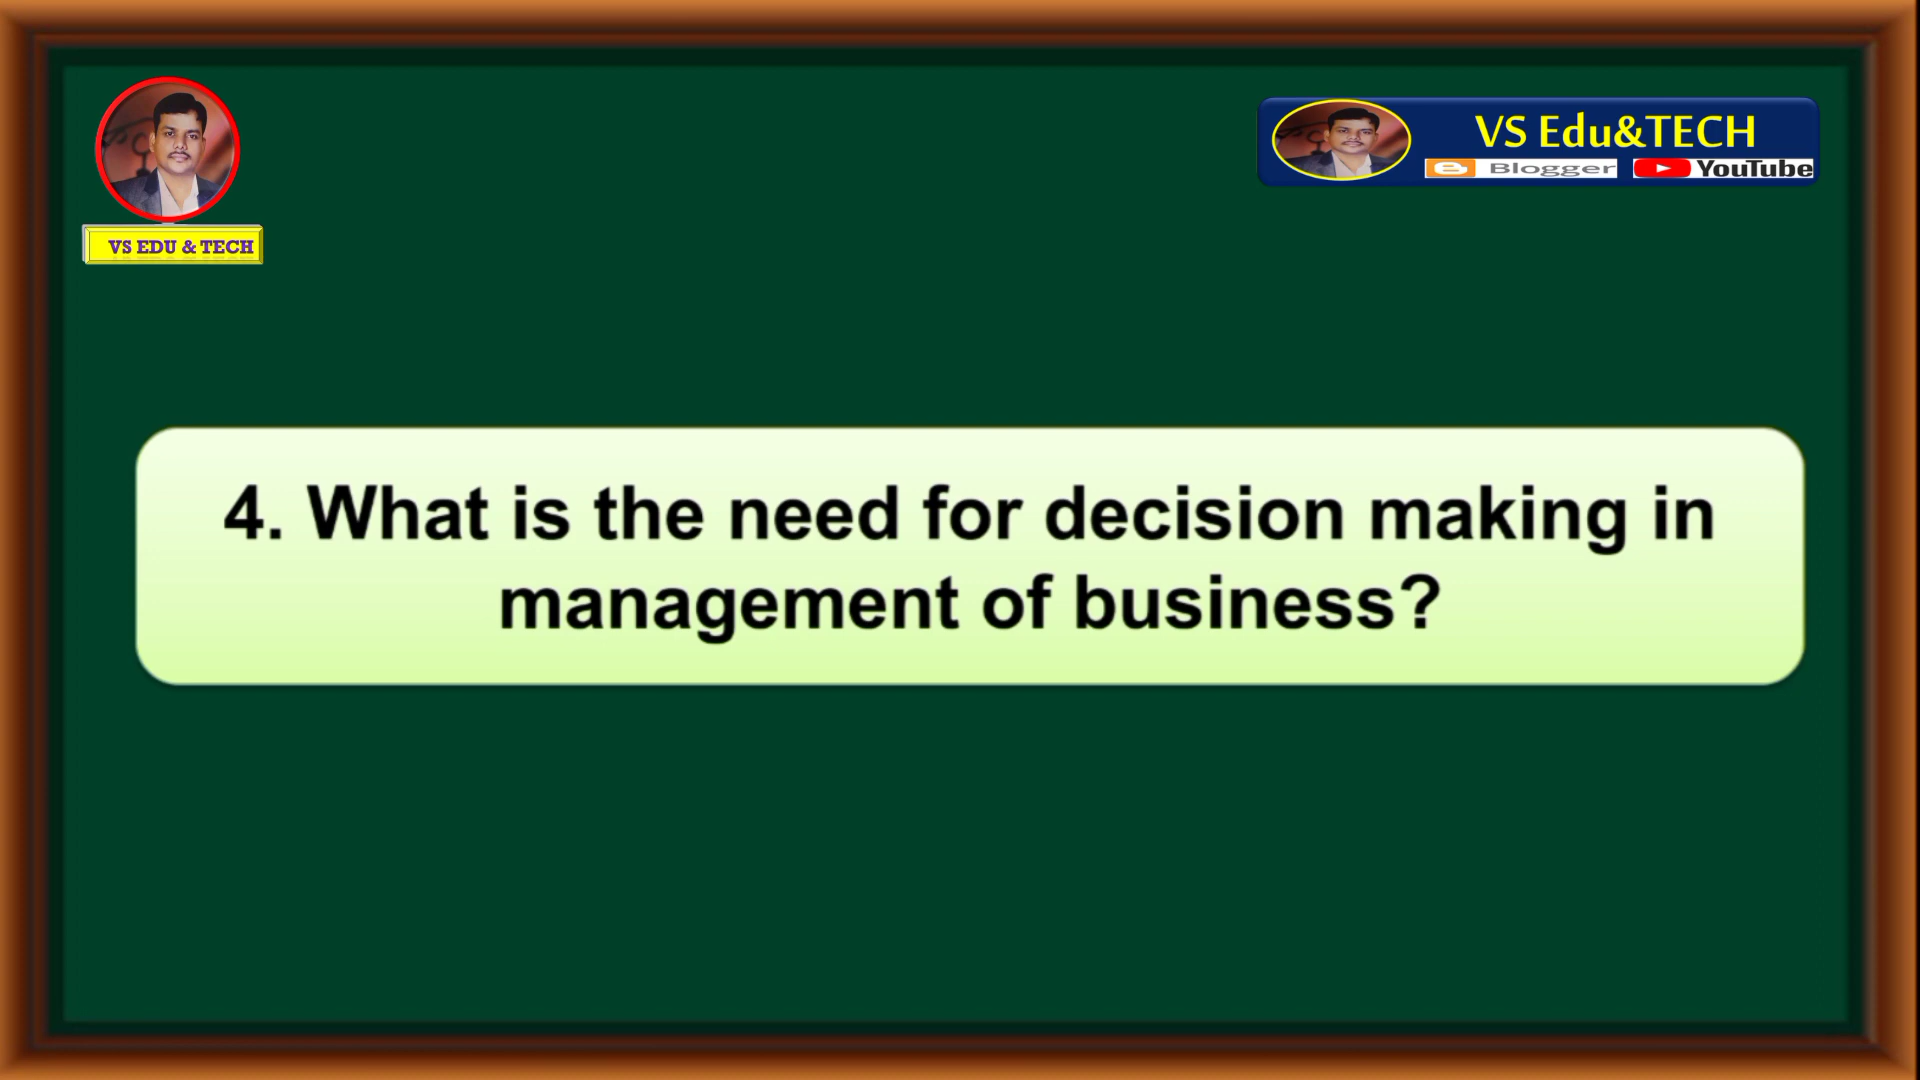 VS Edu&TECH
Blogger YouTube
VS EDU & TECH
4. What is the need for decision making in
management of business?